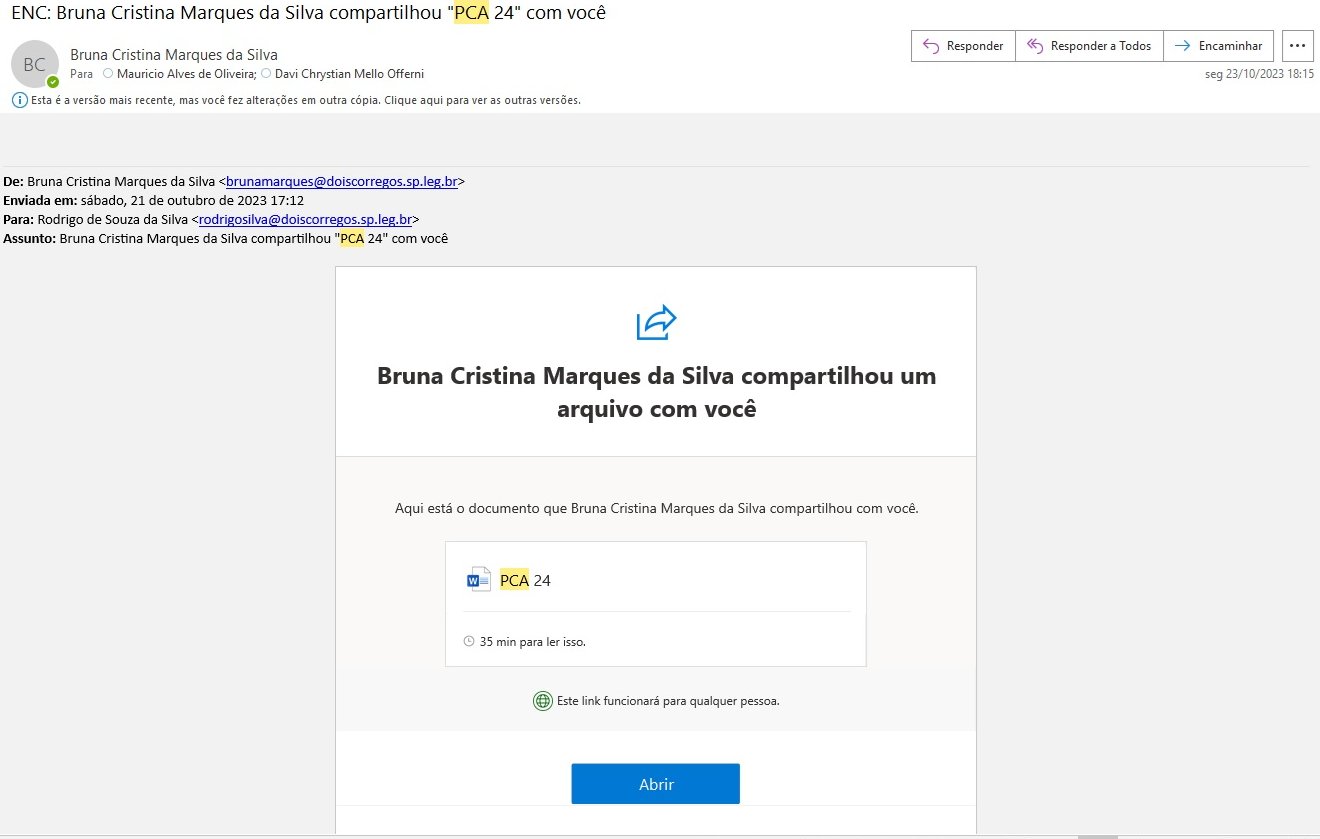 ENC: Bruna Cristina Marques da Silva compartilhou "PCA 24" com você
BC
Bruna Cristina Marques da Silva
Para Mauricio Alves de Oliveira; Davi Chrystian Mello Offerni
Responder
Responder a Todos
Encaminhar
seg 23/10/2023 18:15
Esta é a versão mais recente, mas você fez alterações em outra cópia. Clique aqui para ver as outras versões.
De: Bruna Cristina Marques da Silva <brunamarques@doiscorregos.sp.leg.br>
Enviada em: sábado, 21 de outubro de 2023 17:12
Para: Rodrigo de Souza da Silva <rodrigosilva@doiscorregos.sp.leg.br>
Assunto: Bruna Cristina Marques da Silva compartilhou "PCA 24" com você
Bruna Cristina Marques da Silva compartilhou um
arquivo com você
Aqui está o documento que Bruna Cristina Marques da Silva compartilhou com você.
W PCA 24
35 min para ler isso.
Este link funcionará para qualquer pessoa.
Abrir